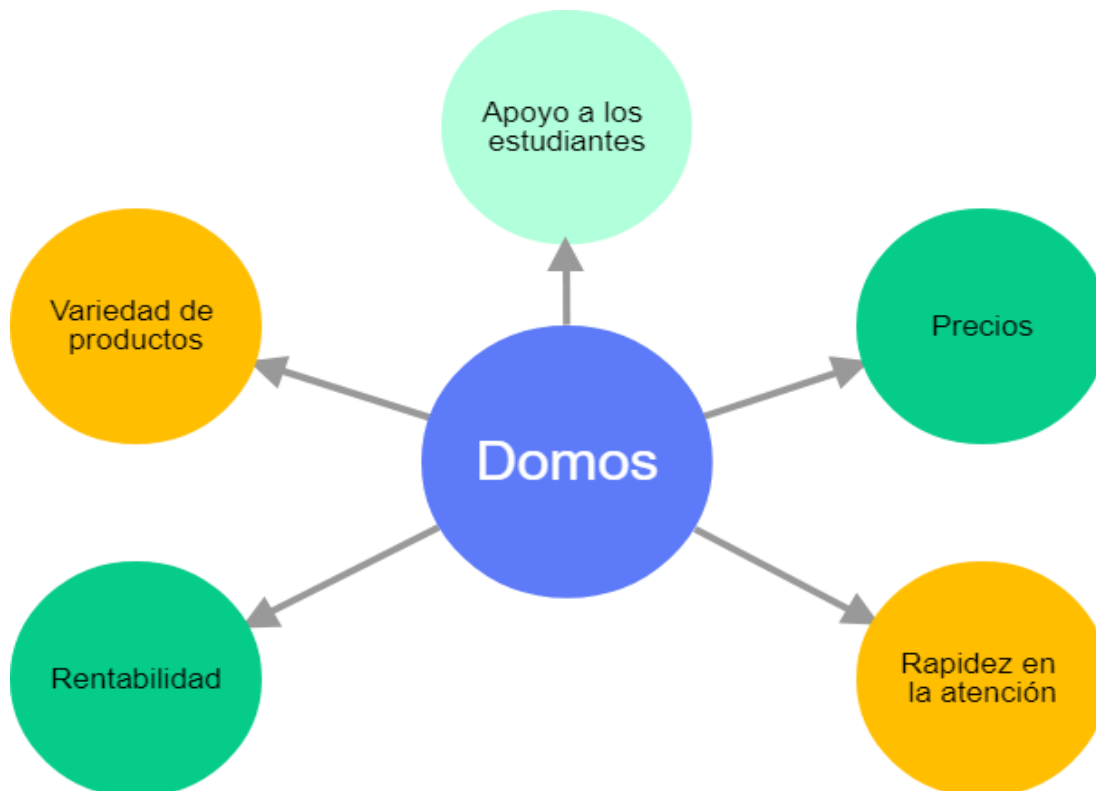 Apoyo a los
estudiantes
Variedad de
productos
Precios
Domos
Rentabilidad
Rapidez en
la atención